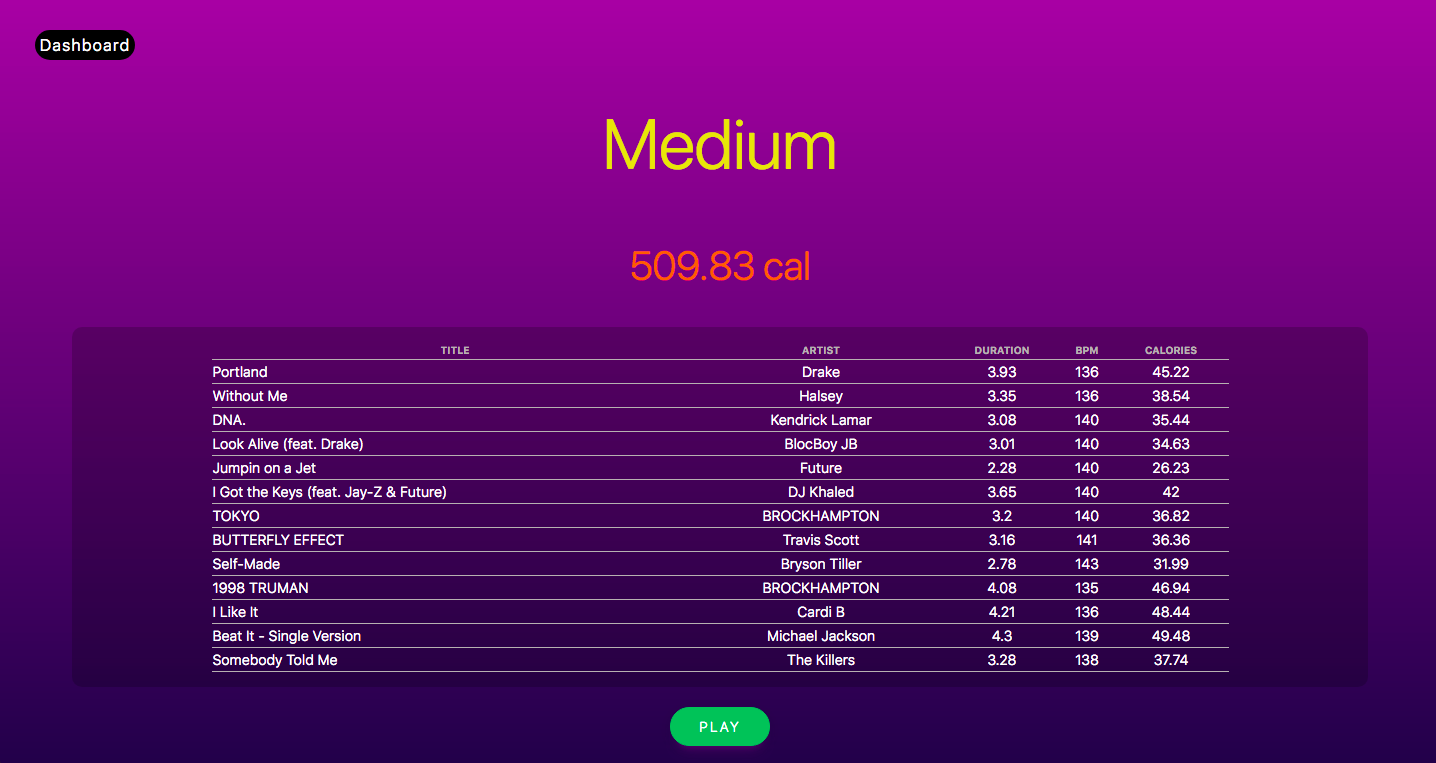 Dashboard
Medium
509.83 cal
TITLE ARTIST DURATION BPM CALORIES
Portland Drake 3.93 136 45.22
Without Me Halsey 3.35 136 38.54
DNA. Kendrick Lamar 3.08 140 35.44
Look Alive (feat. Drake) BlocBoy JB 3.01 140 34.63
Jumpin on a Jet Future 2.28 140 26.23
I Got the Keys (feat. Jay-Z & Future) DJ Khaled 3.65 140 42
TOKYO BROCKHAMPTON 3.2 140 36.82
BUTTERFLY EFFECT Travis Scott 3.16 141 36.36
Self-Made Bryson Tiller 2.78 143 31.99
1998 TRUMAN BROCKHAMPTON 4.08 135 46.94
I Like It Cardi B 4.21 136 48.44
Beat It - Single Version Michael Jackson 4.3 139 49.48
Somebody Told Me The Killers 3.28 138 37.74
PLAY